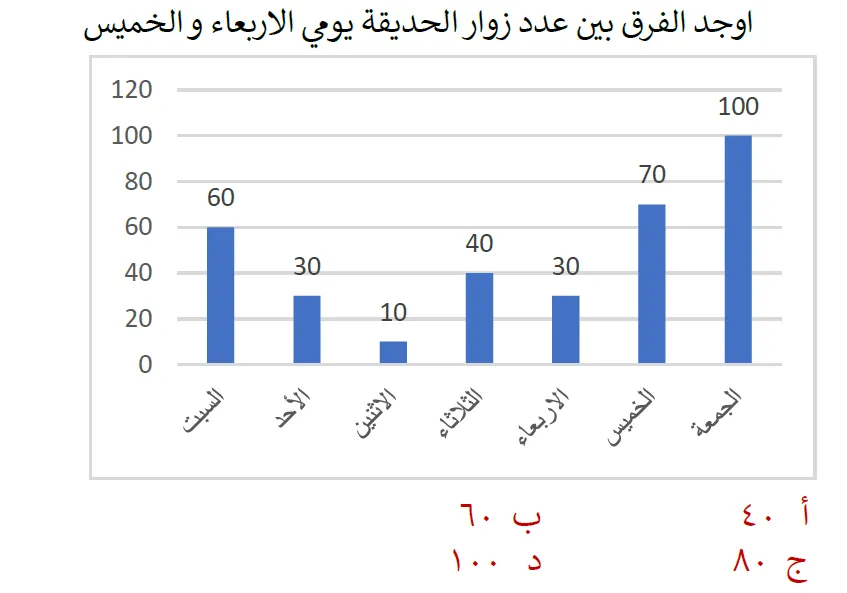 اوجد الفرق بين عدد زوار الحديقة يومي الاربعاء و الخميس
120
100
80
60
40
20
0
60
30
10
40
30
70
100
السبت
الأحد
الاثنين
الثلاثاء
الاربعاء
الخميس
الجمعة
أ ٤٠ ب ٦٠
ج ٨٠ د ١٠٠